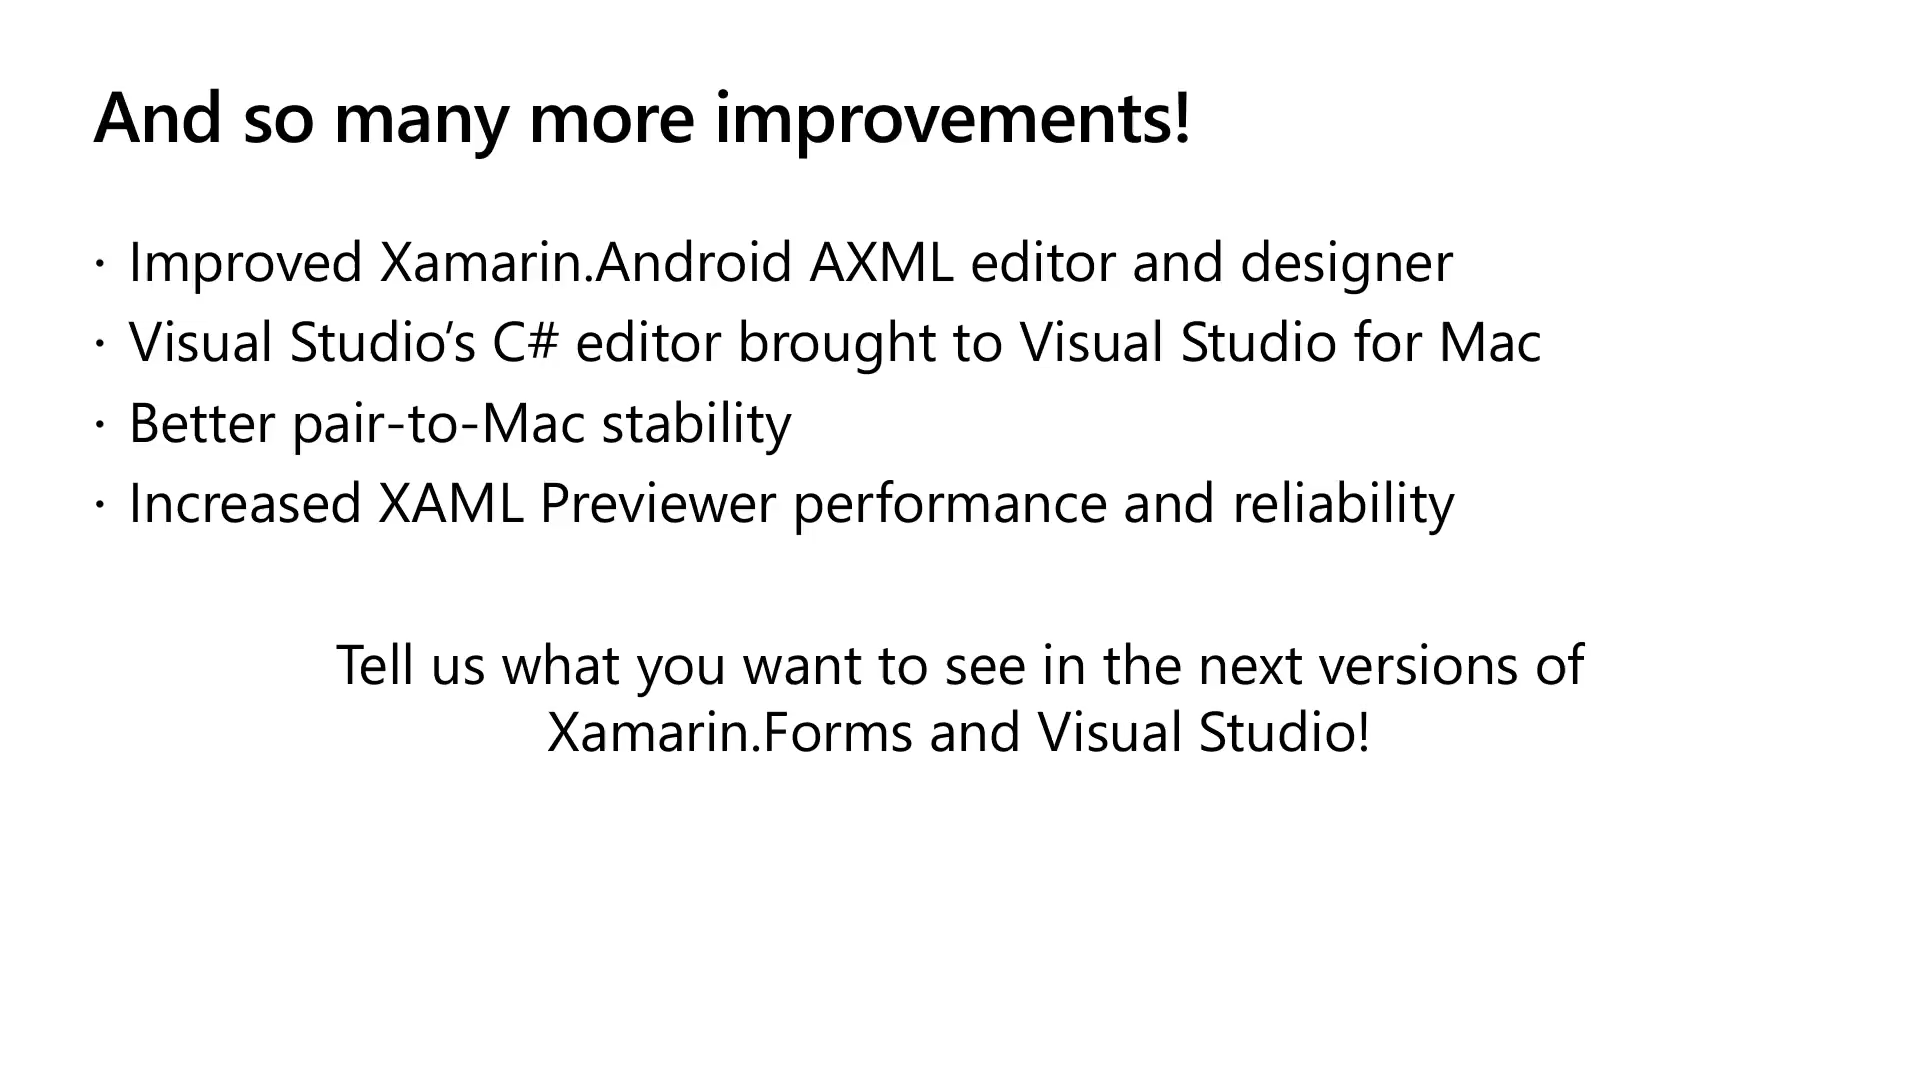 And so many more improvements!
· Improved Xamarin.Android AXML editor and designer
· Visual Studio‘s C# editor brought to Visual Studio for Mac
· Better pair-to-Mac stability
· Increased XAML Previewer performance and reliability
Tell us what you want to see in the next versions of
Xamarin.Forms and Visual Studio!